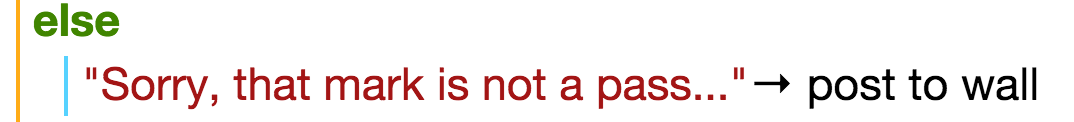 else
"Sorry, that mark is not a pass..."→ post to wall